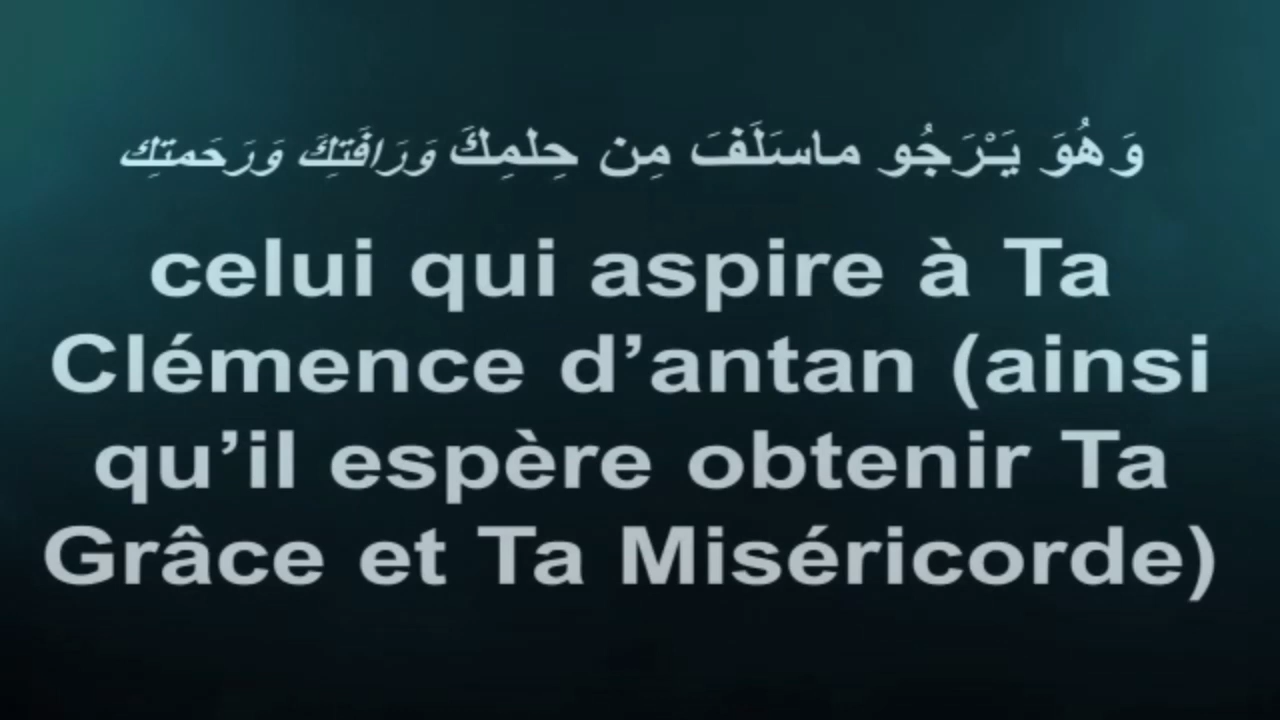 وَهُوَ يَـْرَجُو ماسَلَفَ مِن حِلمِكَ وَرَافَتِكَ وَرَحَمتِك
celui qui aspire à Ta
Clémence d’antan (ainsi
qu’il espère obtenir Ta
Grâce et Ta Miséricorde)